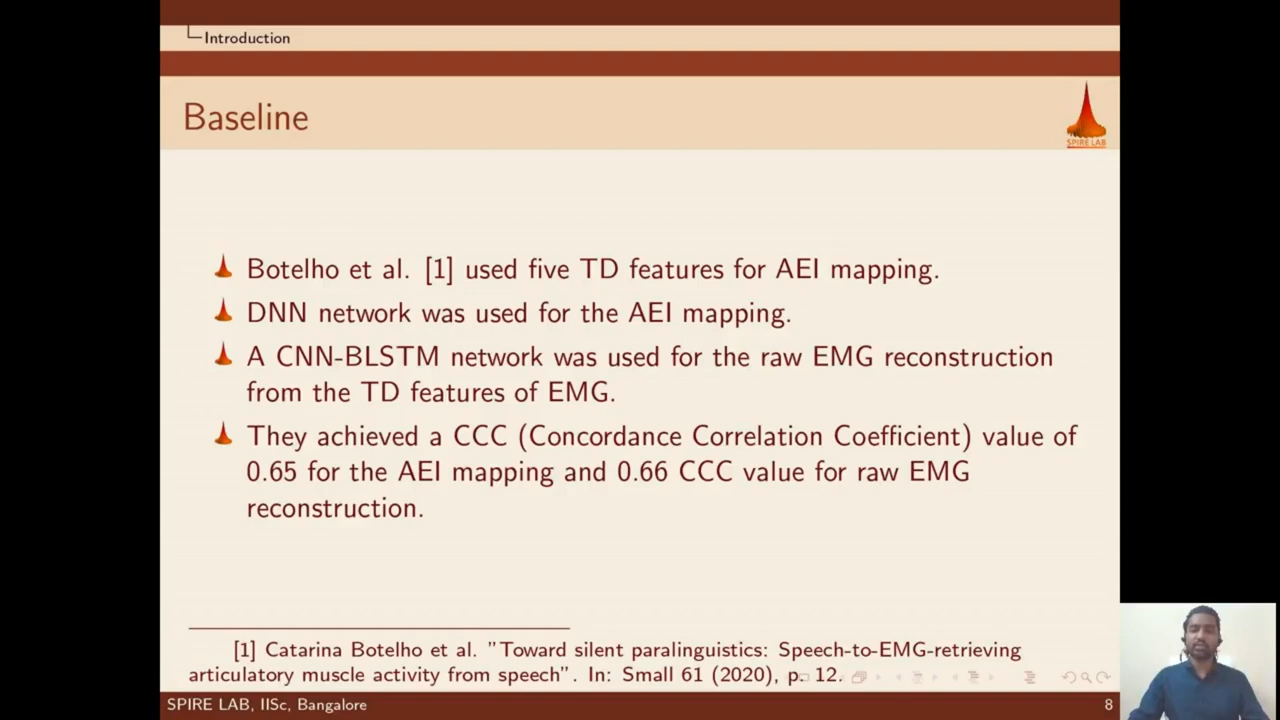 Introduction
Baseline
SPIRE LAB
Botelho et al. [1] used five TD features for AEI mapping.
DNN network was used for the AEI mapping.
A CNN-BLSTM network was used for the raw EMG reconstruction
from the TD features of EMG.
They achieved a CCC (Concordance Correlation Coefficient) value of
0.65 for the AEI mapping and 0.66 CCC value for raw EMG
reconstruction.
[1] Catarina Botelho et al. "Toward silent paralinguistics: Speech-to-EMG-retrieving
articulatory muscle activity from speech". In: Small 61 (2020), p. 12.
SPIRE LAB, IISc, Bangalore
8